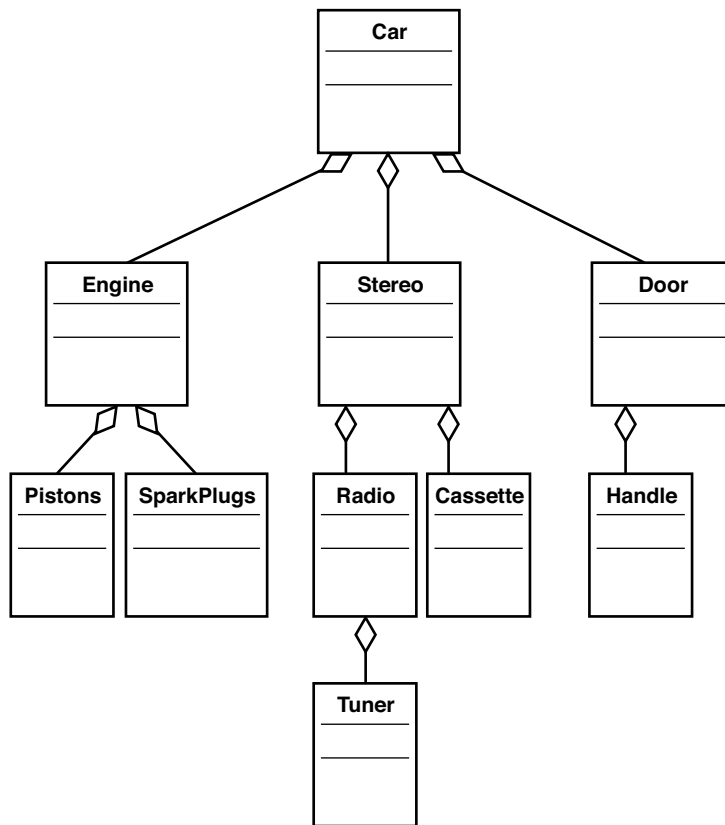 Car
Engine
Stereo
Door
Pistons
SparkPlugs
Radio
Cassette
Handle
Tuner